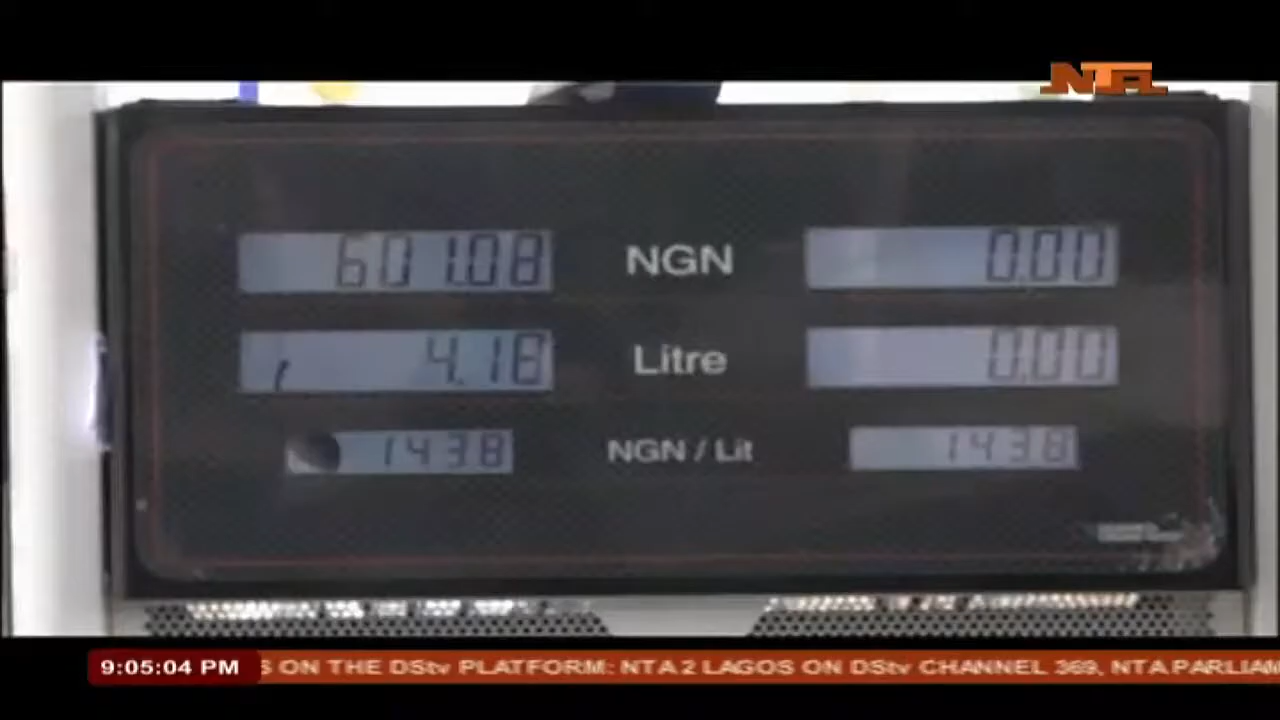 NTA
601.08 NGN 0.00
4.18 Litre 0.00
1438 NGN / Lit 1438
9:05:04 PM S ON THE DStv PLATFORM: NTA 2 LAGOS ON DStv CHANNEL 369, NTA PARLIAM